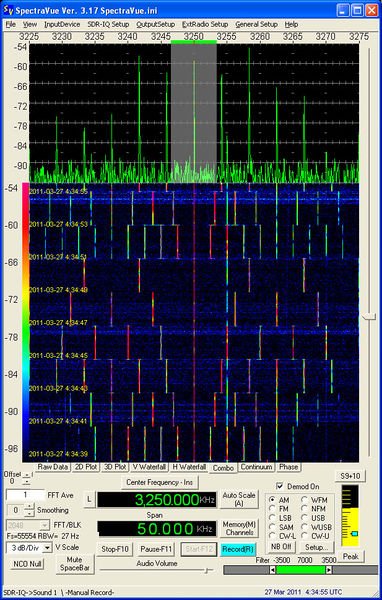 SpectraVue Ver. 3.17 SpectraVue.ini
File View InputDevice SDR-IQ Setup OutputSetup ExtRadio Setup General Setup Help
3225 3230 3235 3240 3245 3250 3255 3260 3265 3270 3275
-54
-60
-66
-72
-78
-84
-90
-54
-60
-66
-72
-78
-84
-90
-96
2011-03-27 4:34:55
2011-03-27 4:34:53
2011-03-27 4:34:51
2011-03-27 4:34:49
2011-03-27 4:34:47
2011-03-27 4:34:45
2011-03-27 4:34:43
2011-03-27 4:34:41
2011-03-27 4:34:39
Raw Data 2D Plot 3D Plot V Waterfall H Waterfall Combo Continuum Phase
Offset
0
1 FFT Ave
0 Smoothing
2048 FFT/BLK
Fs=55554 RBW= 27 Hz
3 dB/Div V Scale
NCO Null
Center Frequency - Ins
L 3,250.000 KHz
Span
50.000 KHz
Auto Scale (A)
Memory(M) Channels
Stop-F10 Pause-F11 Start-F12 Record(R)
Mute SpaceBar
Audio Volume
Demod On
AM WFM
FM NFM
LSB USB
SAM WUSB
CW-L CW-U
NB Off Setup...
Filter -3500 3500
S9+10
Peak
SDR-IQ->Sound 1 \ -Manual Record-
27 Mar 2011 4:34:55 UTC